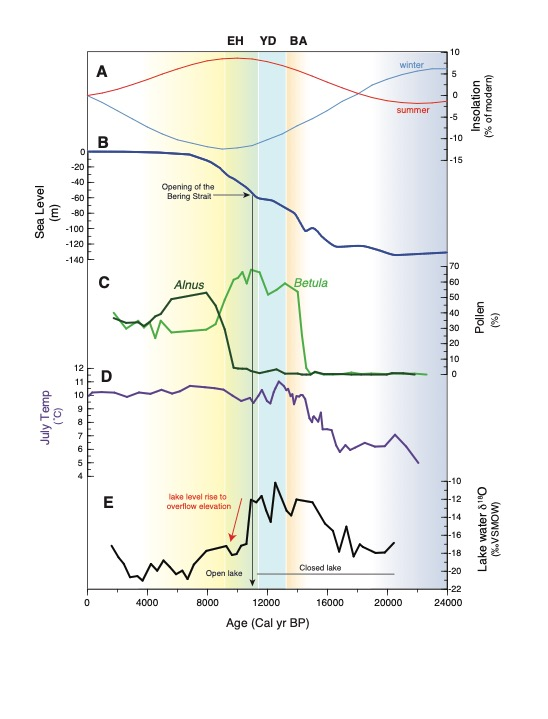 EH YD BA
A
winter
summer
10
5
0
-5
-10
-15
Insolation
(% of modern)
B
0
-20
-40
-60
-80
-100
-120
-140
Sea Level
(m)
Opening of the
Bering Strait
C
Alnus
Betula
70
60
50
40
30
20
10
0
Pollen
(%)
D
12
11
10
9
8
7
6
5
4
July Temp
(˚C)
E
lake level rise to
overflow elevation
Open lake
Closed lake
-10
-12
-14
-16
-18
-20
-22
Lake water δ¹⁸O
(‰VSMOW)
0 4000 8000 12000 16000 20000 24000
Age (Cal yr BP)